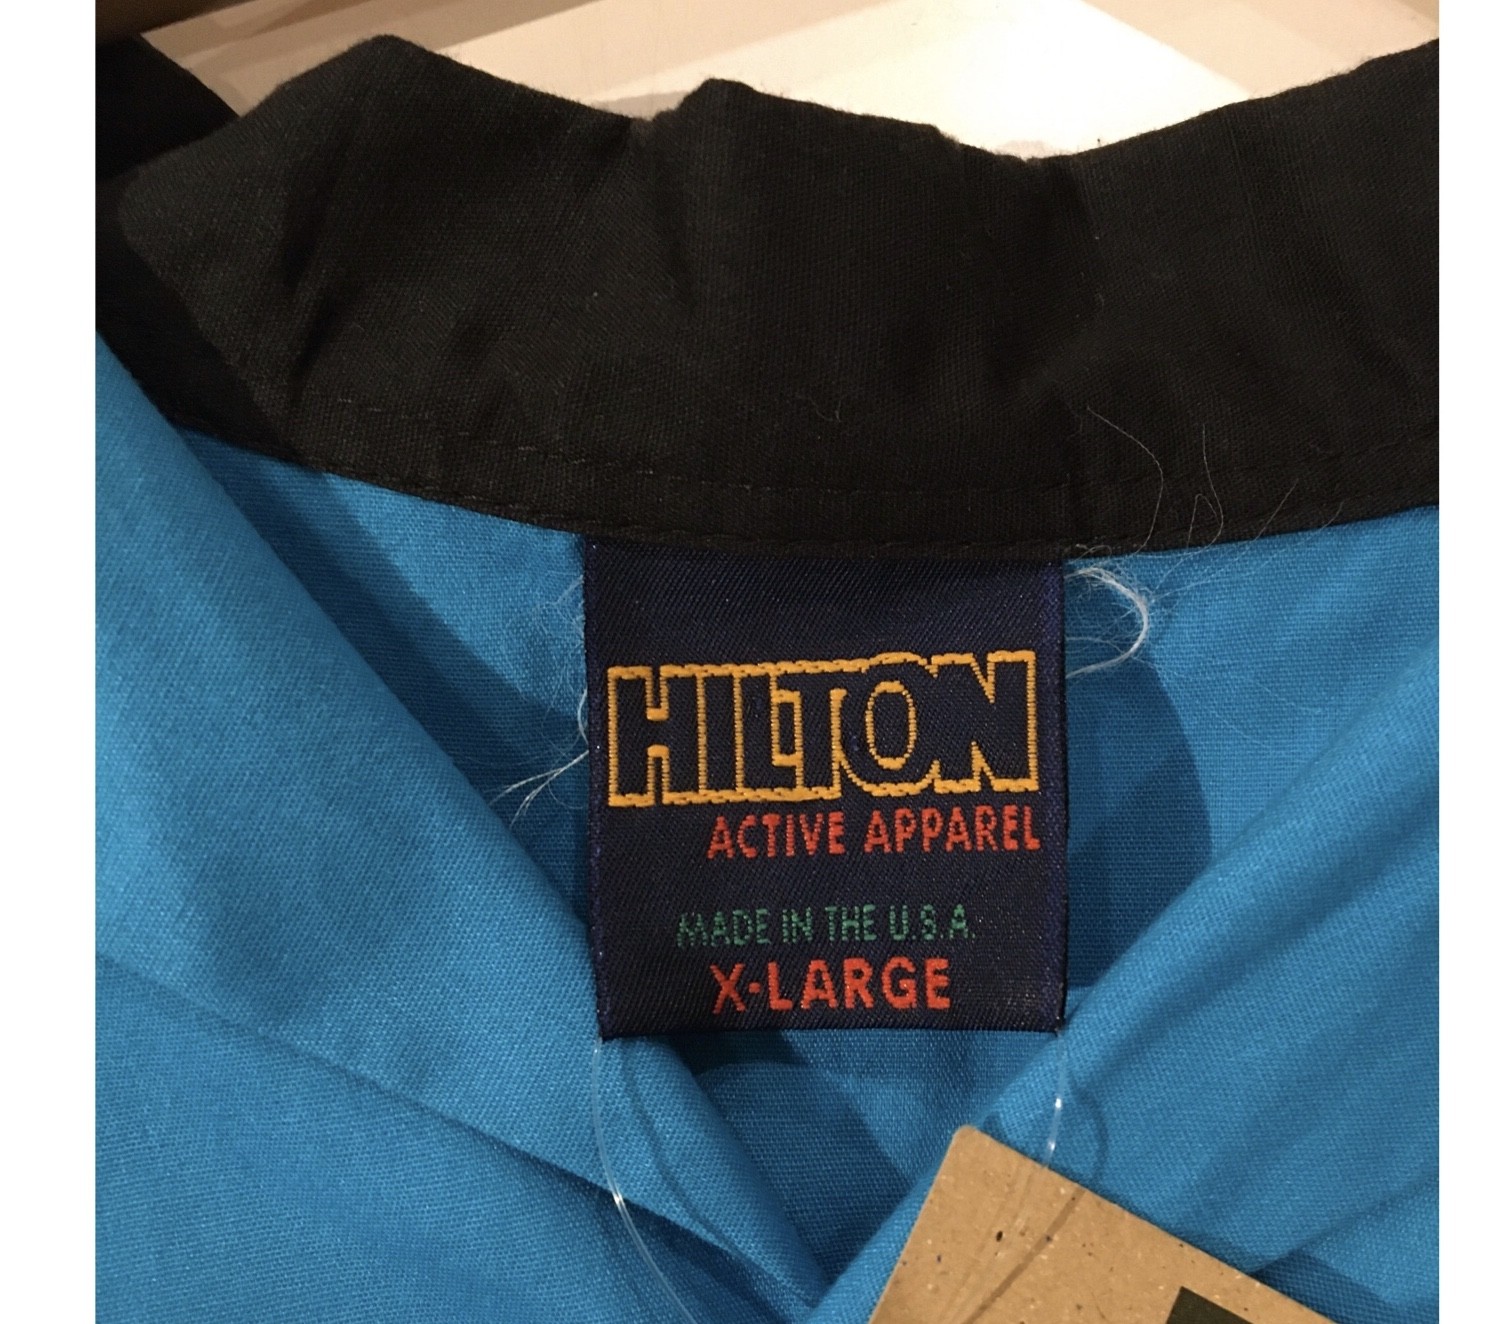 HILTON
ACTIVE APPAREL
MADE IN THE U.S.A.
X-LARGE